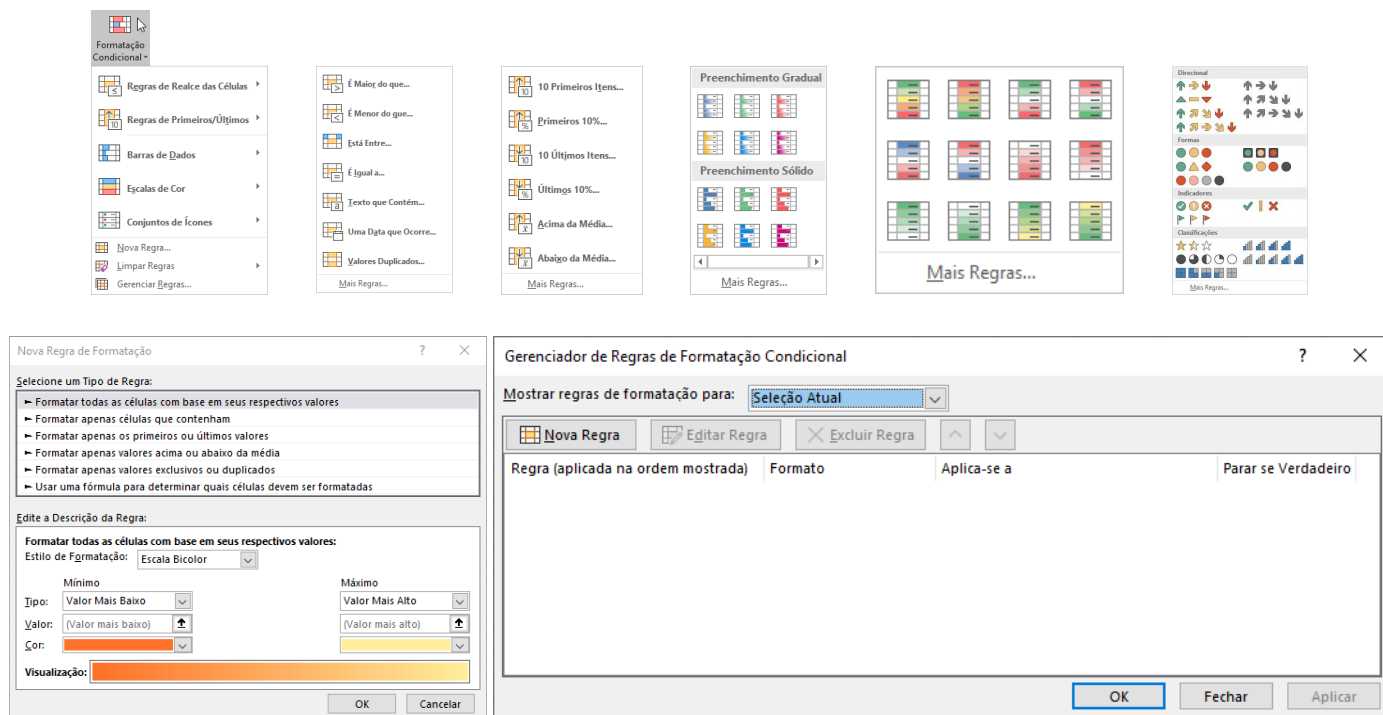 Formatação
Condicional
Regras de Realce das Células
Regras de Primeiros/Últimos
Barras de Dados
Escalas de Cor
Conjuntos de Ícones
Nova Regra...
Limpar Regras
Gerenciar Regras...
É Maior do que...
É Menor do que...
Está Entre...
É Igual a...
Texto que Contém...
Uma Data que Ocorre...
Valores Duplicados...
Mais Regras...
10 Primeiros Itens...
Primeiros 10%...
10 Últimos Itens...
Últimos 10%...
Acima da Média...
Abaixo da Média...
Mais Regras...
Preenchimento Gradual
Preenchimento Sólido
Mais Regras...
Mais Regras...
Direcional
Formas
Indicadores
Classificações
Mais Regras...
Nova Regra de Formatação
Selecione um Tipo de Regra:
► Formatar todas as células com base em seus respectivos valores
► Formatar apenas células que contenham
► Formatar apenas os primeiros ou últimos valores
► Formatar apenas valores acima ou abaixo da média
► Formatar apenas valores exclusivos ou duplicados
► Usar uma fórmula para determinar quais células devem ser formatadas
Edite a Descrição da Regra:
Formatar todas as células com base em seus respectivos valores:
Estilo de Formatação: Escala Bicolor
Mínimo Máximo
Tipo: Valor Mais Baixo Valor Mais Alto
Valor: (Valor mais baixo) (Valor mais alto)
Cor:
Visualização:
OK Cancelar
Gerenciador de Regras de Formatação Condicional ? ×
Mostrar regras de formatação para: Seleção Atual
Nova Regra Editar Regra Excluir Regra
Regra (aplicada na ordem mostrada) Formato Aplica-se a Parar se Verdadeiro
OK Fechar Aplicar